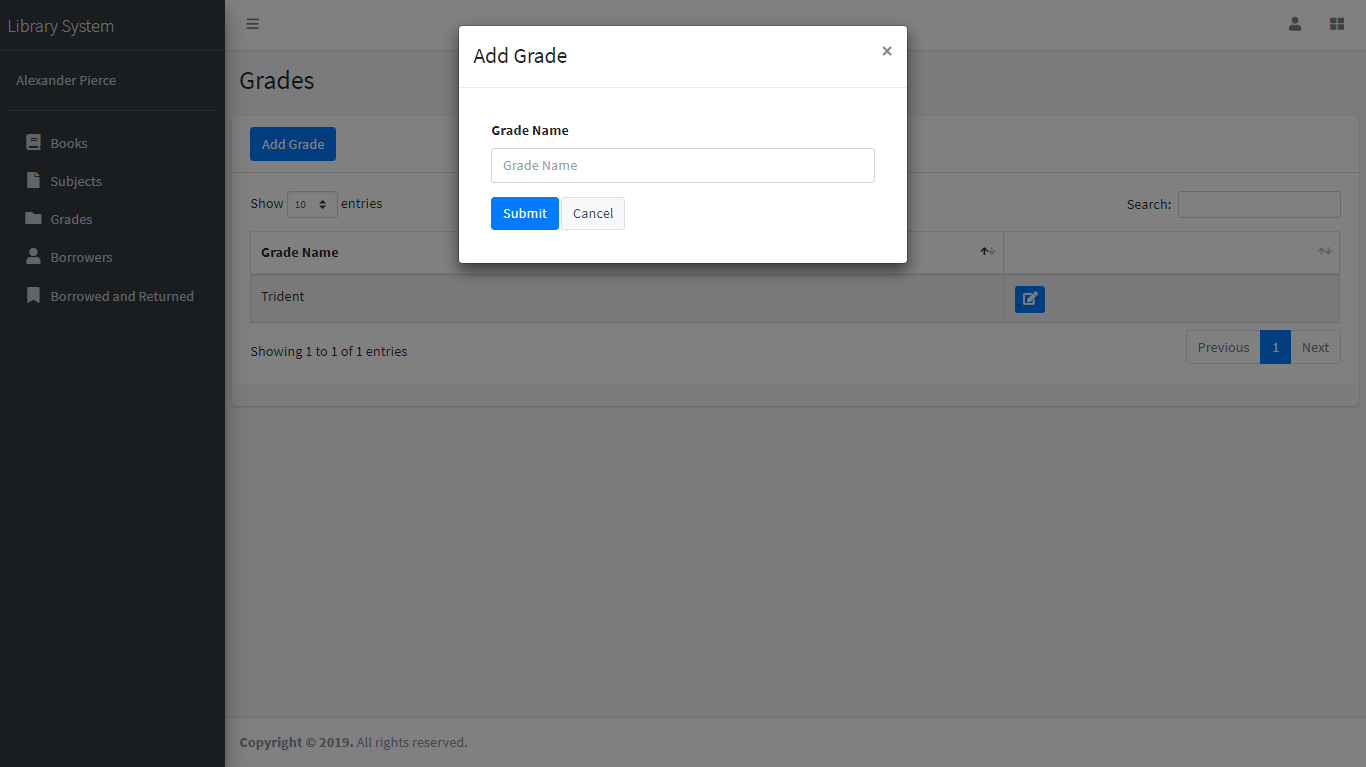 Library System
Alexander Pierce
Books
Subjects
Grades
Borrowers
Borrowed and Returned
Grades
Add Grade
Show 10 entries
Search:
Grade Name
Trident
Showing 1 to 1 of 1 entries
Previous 1 Next
Add Grade ×
Grade Name
Grade Name
Submit Cancel
Copyright © 2019. All rights reserved.